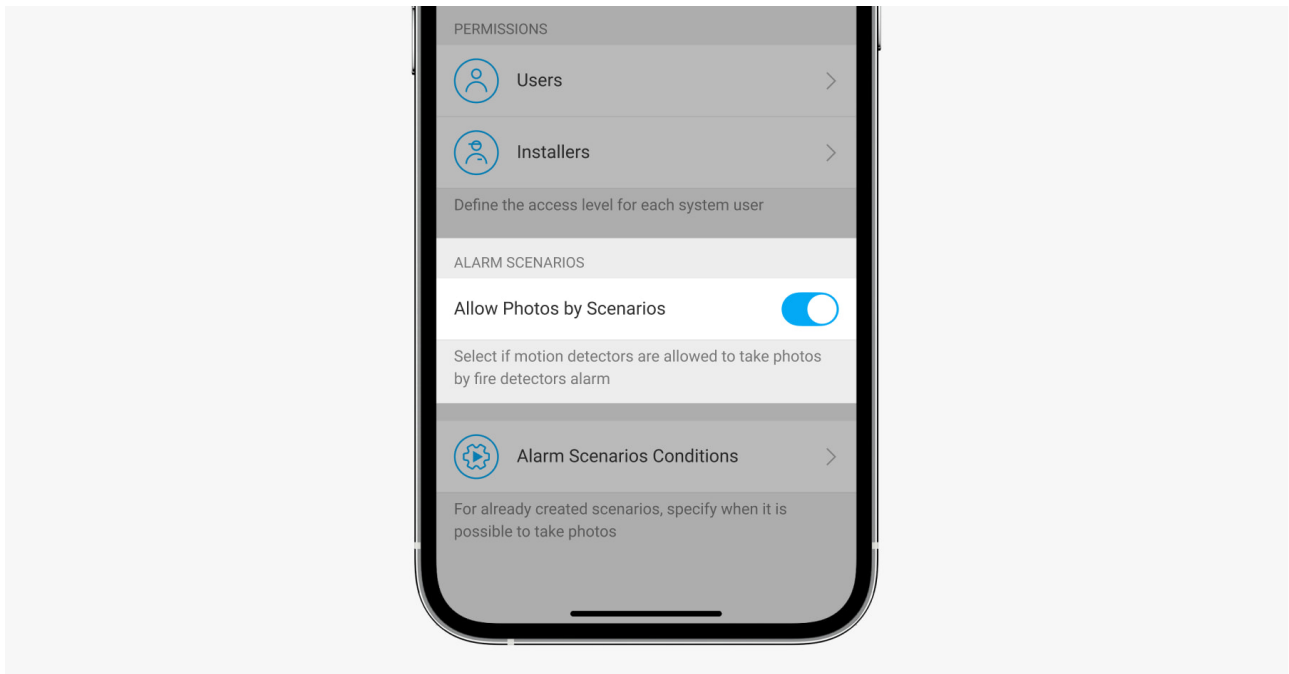 PERMISSIONS
Users
Installers
Define the access level for each system user
ALARM SCENARIOS
Allow Photos by Scenarios
Select if motion detectors are allowed to take photos
by fire detectors alarm
Alarm Scenarios Conditions
For already created scenarios, specify when it is
possible to take photos